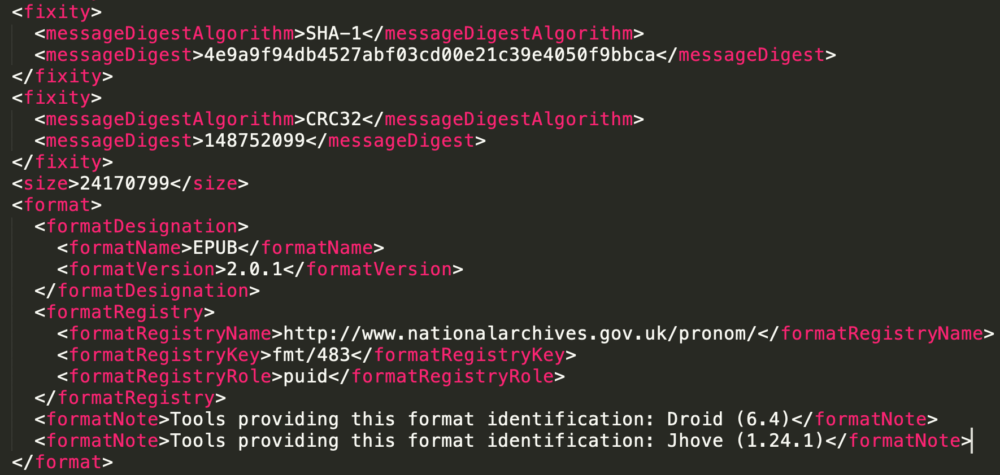 <fixity>
<messageDigestAlgorithm>SHA-1</messageDigestAlgorithm>
<messageDigest>4e9a9f94db4527abf03cd00e21c39e4050f9bbca</messageDigest>
</fixity>
<fixity>
<messageDigestAlgorithm>CRC32</messageDigestAlgorithm>
<messageDigest>148752099</messageDigest>
</fixity>
<size>24170799</size>
<format>
<formatDesignation>
<formatName>EPUB</formatName>
<formatVersion>2.0.1</formatVersion>
</formatDesignation>
<formatRegistry>
<formatRegistryName>http://www.nationalarchives.gov.uk/pronom/</formatRegistryName>
<formatRegistryKey>fmt/483</formatRegistryKey>
<formatRegistryRole>puid</formatRegistryRole>
</formatRegistry>
<formatNote>Tools providing this format identification: Droid (6.4)</formatNote>
<formatNote>Tools providing this format identification: Jhove (1.24.1)</formatNote>
</format>